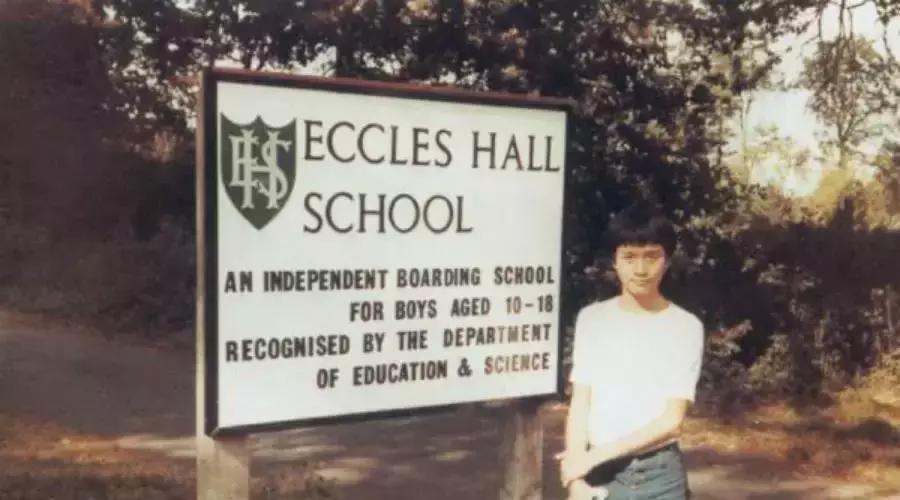 EHS
ECCLES HALL
SCHOOL
AN INDEPENDENT BOARDING SCHOOL
FOR BOYS AGED 10-18
RECOGNISED BY THE DEPARTMENT
OF EDUCATION & SCIENCE